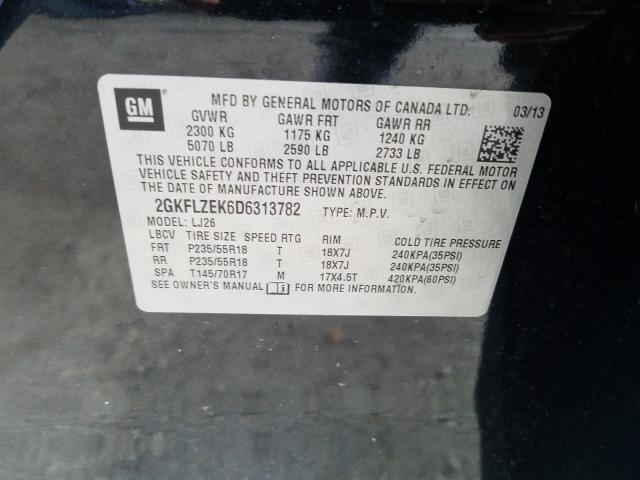 GM
MFD BY GENERAL MOTORS OF CANADA LTD. 03/13
GVWR GAWR FRT GAWR RR
2300 KG 1175 KG 1240 KG
5070 LB 2590 LB 2733 LB
THIS VEHICLE CONFORMS TO ALL APPLICABLE U.S. FEDERAL MOTOR
VEHICLE SAFETY AND THEFT PREVENTION STANDARDS IN EFFECT ON
THE DATE OF MANUFACTURE SHOWN ABOVE.
2GKFLZEK6D6313782 TYPE: M.P.V.
MODEL: LJ26
LBCV TIRE SIZE SPEED RTG RIM COLD TIRE PRESSURE
FRT P235/55R18 T 18X7J 240KPA(35PSI)
RR P235/55R18 T 18X7J 240KPA(35PSI)
SPA T145/70R17 M 17X4.5T 420KPA(60PSI)
SEE OWNER'S MANUAL FOR MORE INFORMATION.